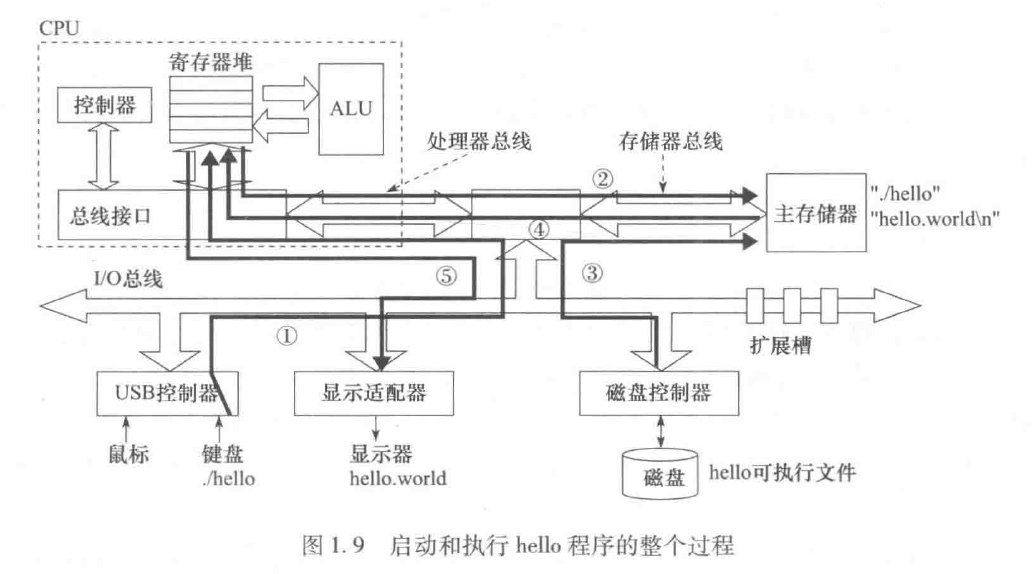 CPU
寄存器堆
控制器
ALU
处理器总线
存储器总线
②
"./hello"
"hello.world\n"
总线接口
主存储器
④
I/O总线
⑤
③
①
扩展槽
USB控制器
显示适配器
磁盘控制器
鼠标
键盘
./hello
显示器
hello.world
磁盘
hello可执行文件
图 1.9 启动和执行 hello 程序的整个过程